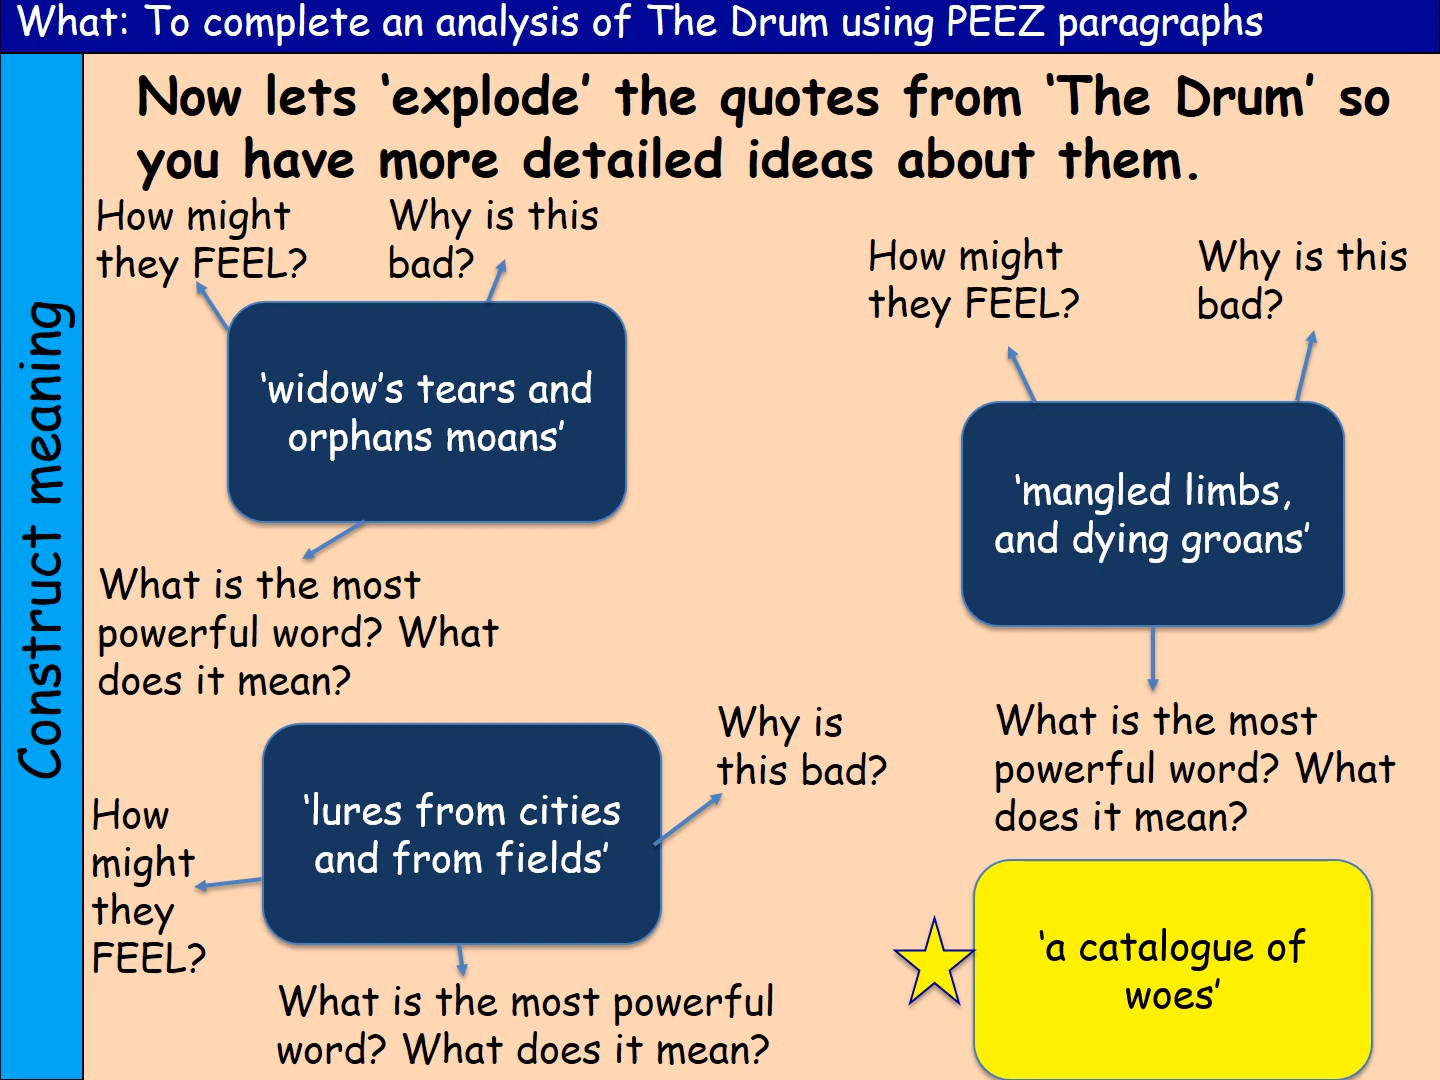 What: To complete an analysis of The Drum using PEEZ paragraphs
Construct meaning
Now lets ‘explode’ the quotes from ‘The Drum’ so
you have more detailed ideas about them.
How might
they FEEL?
Why is this
bad?
‘widow’s tears and
orphans moans’
What is the most
powerful word? What
does it mean?
How might
they FEEL?
Why is this
bad?
‘mangled limbs,
and dying groans’
What is the most
powerful word? What
does it mean?
Why is
this bad?
‘lures from cities
and from fields’
How
might
they
FEEL?
What is the most powerful
word? What does it mean?
‘a catalogue of
woes’